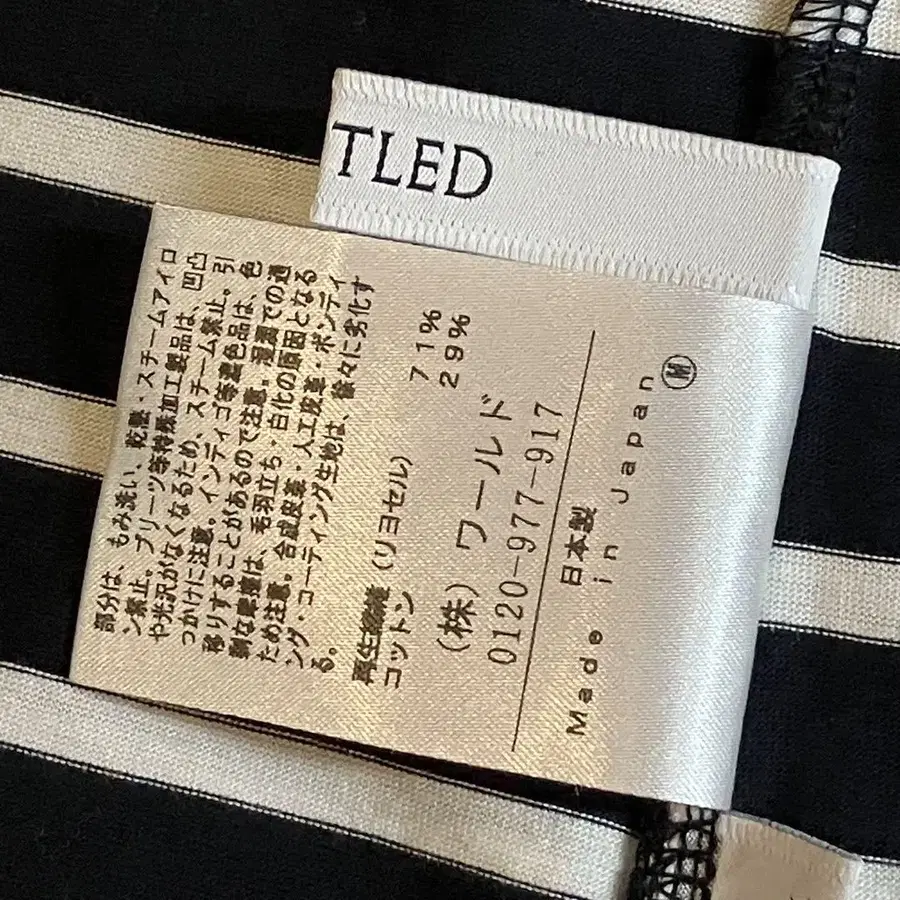 TLED
部分は、もみ洗い、乾熱・スチームアイロ
ン禁止。プリーツ等特殊加工製品は、凹凸
や光沢がなくなるため、スチーム禁止。引
っかけに注意。インディゴ等濃色品は、色
移りすることがあるので注意。湿潤での過
剰な摩擦は、毛羽立ち・白化の原因となる
ため注意。合成皮革・人工皮革・ボンディ
ング・コーティング生地は、徐々に劣化す
る。
再生繊維（リヨセル） 71%
コットン 29%
（株）ワールド
0120-977-917
日本製
Made in Japan
M